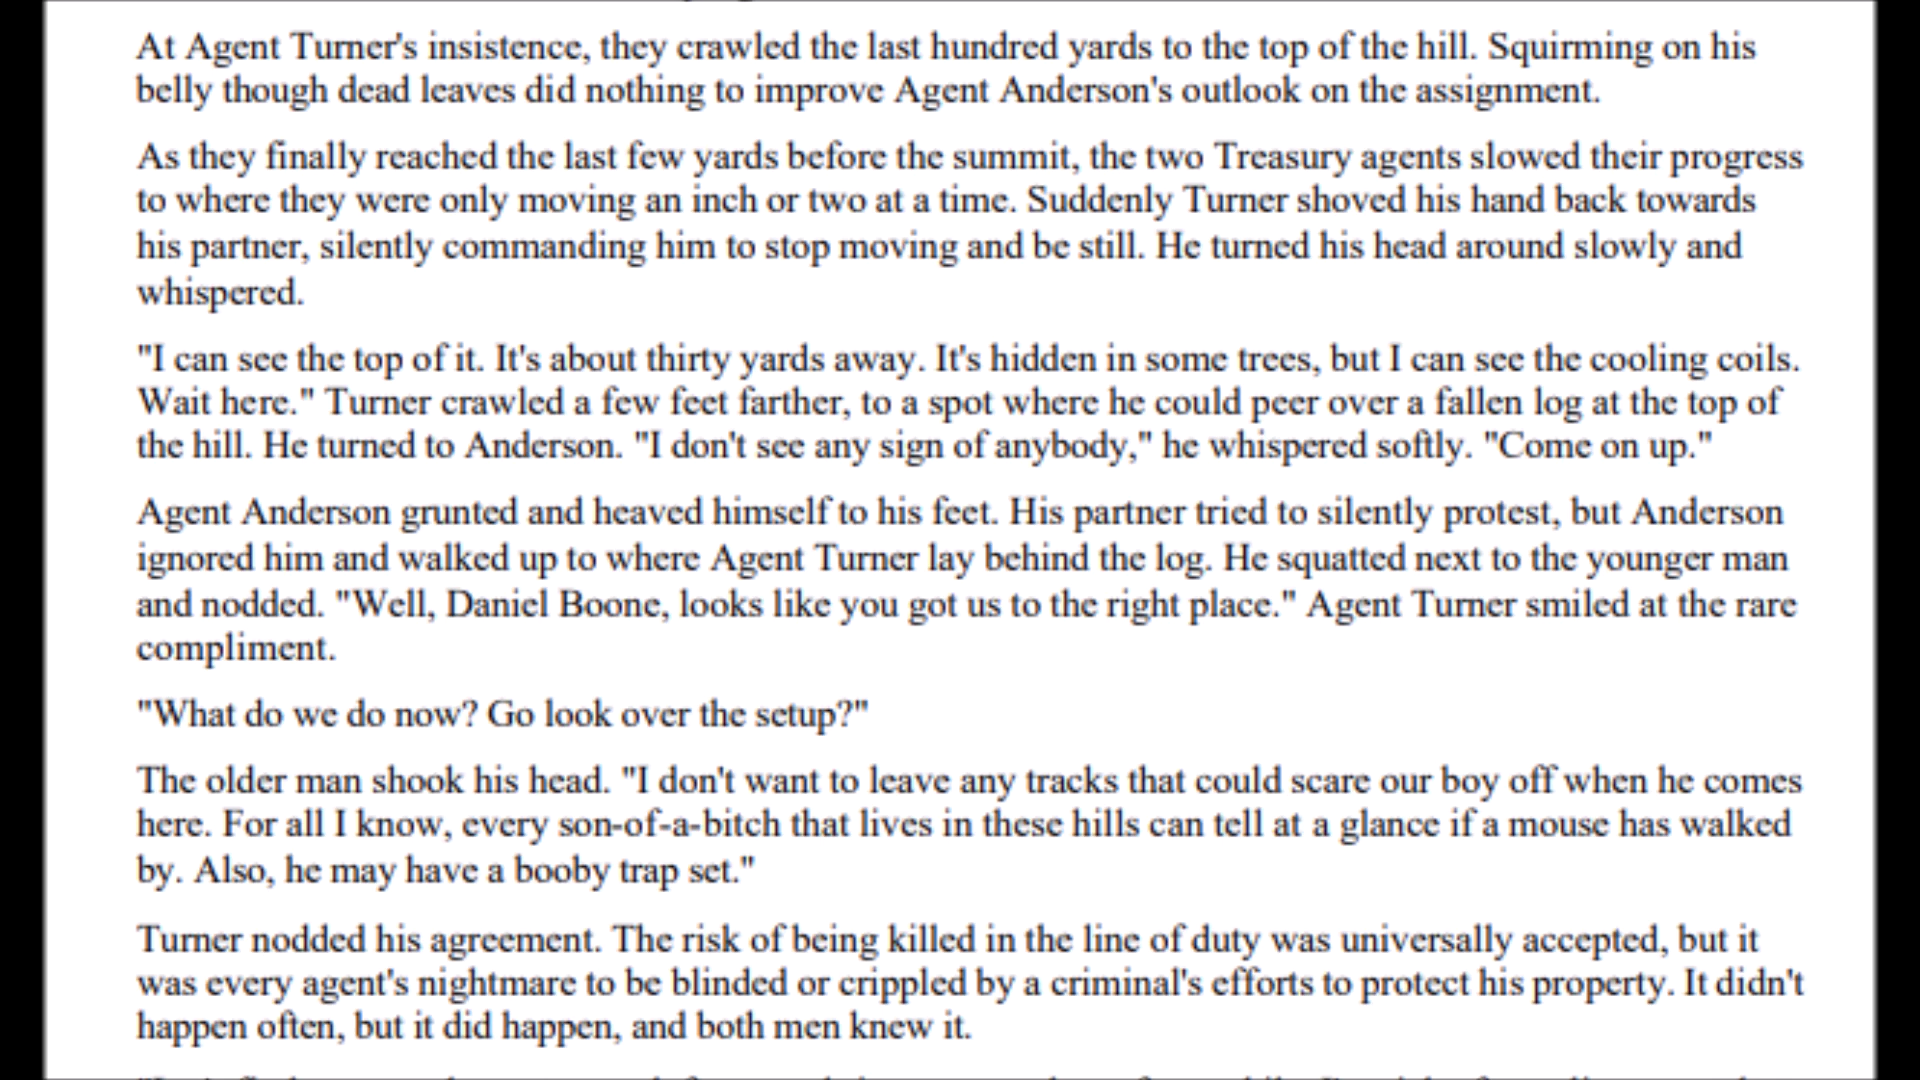 At Agent Turner's insistence, they crawled the last hundred yards to the top of the hill. Squirming on his
belly though dead leaves did nothing to improve Agent Anderson's outlook on the assignment.
As they finally reached the last few yards before the summit, the two Treasury agents slowed their progress
to where they were only moving an inch or two at a time. Suddenly Turner shoved his hand back towards
his partner, silently commanding him to stop moving and be still. He turned his head around slowly and
whispered.
"I can see the top of it. It's about thirty yards away. It's hidden in some trees, but I can see the cooling coils.
Wait here." Turner crawled a few feet farther, to a spot where he could peer over a fallen log at the top of
the hill. He turned to Anderson. "I don't see any sign of anybody," he whispered softly. "Come on up."
Agent Anderson grunted and heaved himself to his feet. His partner tried to silently protest, but Anderson
ignored him and walked up to where Agent Turner lay behind the log. He squatted next to the younger man
and nodded. "Well, Daniel Boone, looks like you got us to the right place." Agent Turner smiled at the rare
compliment.
"What do we do now? Go look over the setup?"
The older man shook his head. "I don't want to leave any tracks that could scare our boy off when he comes
here. For all I know, every son-of-a-bitch that lives in these hills can tell at a glance if a mouse has walked
by. Also, he may have a booby trap set."
Turner nodded his agreement. The risk of being killed in the line of duty was universally accepted, but it
was every agent's nightmare to be blinded or crippled by a criminal's efforts to protect his property. It didn't
happen often, but it did happen, and both men knew it.